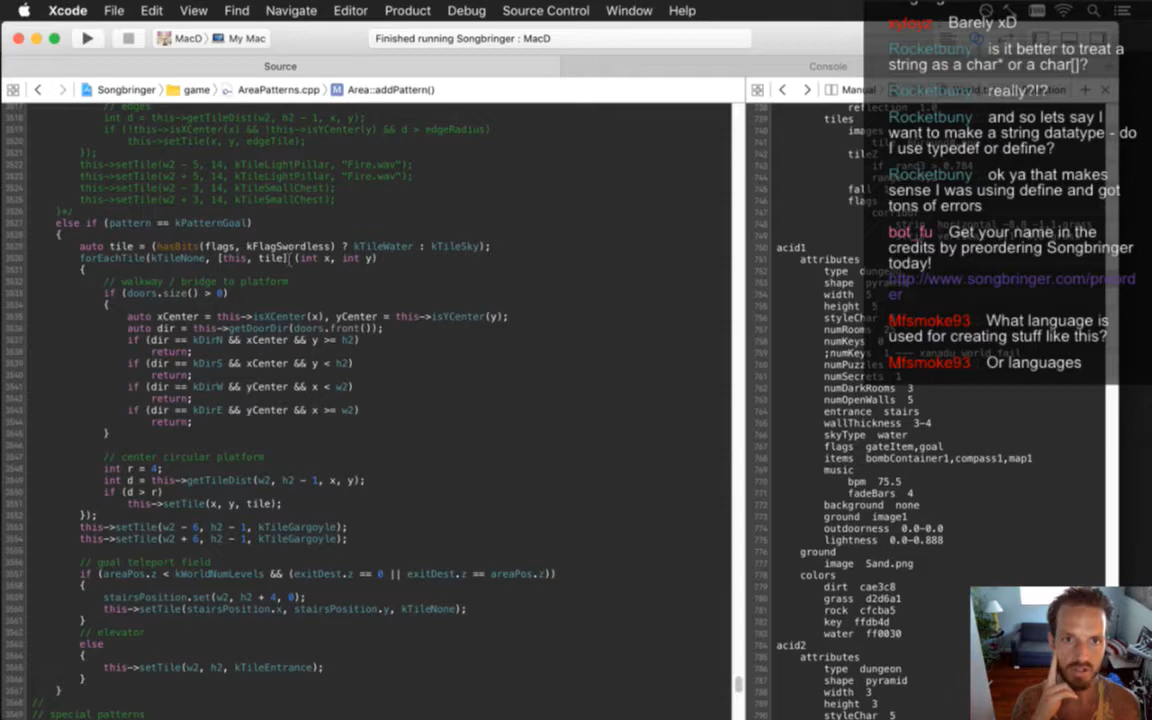 Xcode File Edit View Find Navigate Editor Product Debug Source Control Window Help
MacD My Mac
Finished running Songbringer : MacD
Source
Console
Songbringer game AreaPatterns.cpp M Area::addPattern()
Manual
// edges
int d = this->getTileDist(w2, h2 - 1, x, y);
if (!this->isXCenter(x) && !this->isYCenter(y) && d > edgeRadius)
this->setTile(x, y, edgeTile);
});
this->setTile(w2 - 5, 14, kTileLightPillar, "Fire.wav");
this->setTile(w2 + 5, 14, kTileLightPillar, "Fire.wav");
this->setTile(w2 - 3, 14, kTileSmallChest);
this->setTile(w2 + 3, 14, kTileSmallChest);
}*/
else if (pattern == kPatternGoal)
{
auto tile = (hasBits(flags, kFlagSwordless) ? kTileWater : kTileSky);
forEachTile(kTileNone, [this, tile] (int x, int y)
{
// walkway / bridge to platform
if (doors.size() > 0)
{
auto xCenter = this->isXCenter(x), yCenter = this->isYCenter(y);
auto dir = this->getDoorDir(doors.front());
if (dir == kDirN && xCenter && y >= h2)
return;
if (dir == kDirS && xCenter && y < h2)
return;
if (dir == kDirW && yCenter && x < w2)
return;
if (dir == kDirE && yCenter && x >= w2)
return;
}
// center circular platform
int r = 4;
int d = this->getTileDist(w2, h2 - 1, x, y);
if (d > r)
this->setTile(x, y, tile);
});
this->setTile(w2 - 6, h2 - 1, kTileGargoyle);
this->setTile(w2 + 6, h2 - 1, kTileGargoyle);
// goal teleport field
if (areaPos.z < kWorldNumLevels && (exitDest.z == 0 || exitDest.z == areaPos.z))
{
stairsPosition.set(w2, h2 + 4, 0);
this->setTile(stairsPosition.x, stairsPosition.y, kTileNone);
}
// elevator
else
{
this->setTile(w2, h2, kTileEntrance);
}
}
//
// special patterns
reflection 1.0
tiles
acid1
attributes
type dungeon
shape pyramid
width 5
height 5
numKeys
numSecrets 1
numDarkRooms 3
numOpenWalls 5
entrance stairs
wallThickness 3-4
skyType water
flags gateItem,goal
items bombContainer1,compass1,map1
music
bpm 75.5
fadeBars 4
background none
ground image1
outdoorness 0.0-0.0
lightness 0.0-0.888
ground
image Sand.png
colors
dirt cae3c8
grass d2d6a1
rock cfcba5
key ffdb4d
water ff0030
acid2
attributes
type dungeon
shape pyramid
width 3
height 3
styleChar 5
xyloyz Barely xD
Rocketbuny is it better to treat a
string as a char* or a char[]?
Rocketbuny really?!?
Rocketbuny and so lets say I
want to make a string datatype - do
I use typedef or define?
Rocketbuny ok ya that makes
sense I was using define and got
tons of errors
bot_fu Get your name in the
credits by preordering Songbringer
today!
http://www.songbringer.com/preord
er
Mfsmoke93 What language is
used for creating stuff like this?
Mfsmoke93 Or languages